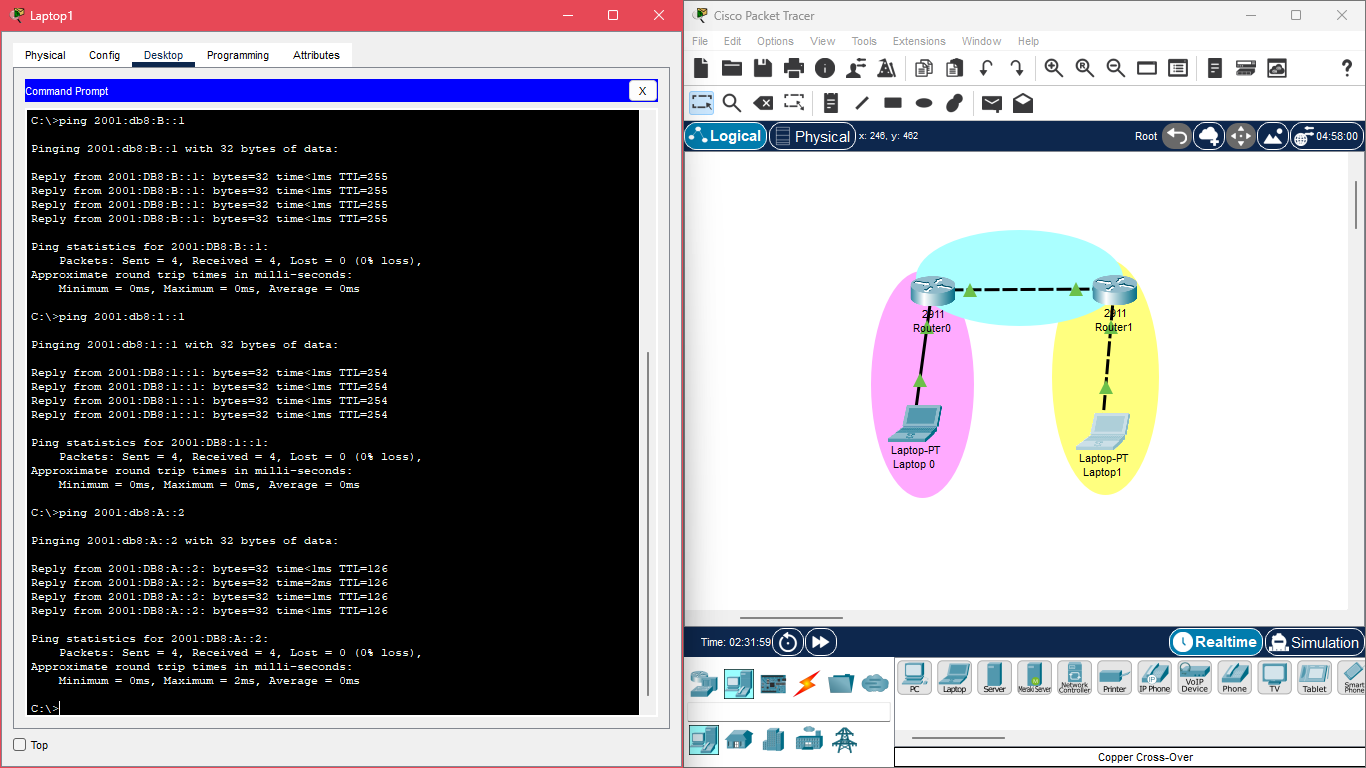 Laptop1
Physical Config Desktop Programming Attributes
Command Prompt
X
C:\>ping 2001:db8:B::1
Pinging 2001:db8:B::1 with 32 bytes of data:
Reply from 2001:DB8:B::1: bytes=32 time<1ms TTL=255
Reply from 2001:DB8:B::1: bytes=32 time<1ms TTL=255
Reply from 2001:DB8:B::1: bytes=32 time<1ms TTL=255
Reply from 2001:DB8:B::1: bytes=32 time<1ms TTL=255
Ping statistics for 2001:DB8:B::1:
Packets: Sent = 4, Received = 4, Lost = 0 (0% loss),
Approximate round trip times in milli-seconds:
Minimum = 0ms, Maximum = 0ms, Average = 0ms
C:\>ping 2001:db8:1::1
Pinging 2001:db8:1::1 with 32 bytes of data:
Reply from 2001:DB8:1::1: bytes=32 time<1ms TTL=254
Reply from 2001:DB8:1::1: bytes=32 time<1ms TTL=254
Reply from 2001:DB8:1::1: bytes=32 time<1ms TTL=254
Reply from 2001:DB8:1::1: bytes=32 time<1ms TTL=254
Ping statistics for 2001:DB8:1::1:
Packets: Sent = 4, Received = 4, Lost = 0 (0% loss),
Approximate round trip times in milli-seconds:
Minimum = 0ms, Maximum = 0ms, Average = 0ms
C:\>ping 2001:db8:A::2
Pinging 2001:db8:A::2 with 32 bytes of data:
Reply from 2001:DB8:A::2: bytes=32 time<1ms TTL=126
Reply from 2001:DB8:A::2: bytes=32 time=2ms TTL=126
Reply from 2001:DB8:A::2: bytes=32 time=1ms TTL=126
Reply from 2001:DB8:A::2: bytes=32 time<1ms TTL=126
Ping statistics for 2001:DB8:A::2:
Packets: Sent = 4, Received = 4, Lost = 0 (0% loss),
Approximate round trip times in milli-seconds:
Minimum = 0ms, Maximum = 2ms, Average = 0ms
C:\>
Top
Cisco Packet Tracer
File Edit Options View Tools Extensions Window Help
Logical Physical x: 246, y: 462 Root 04:58:00
2911
Router0
2911
Router1
Laptop-PT
Laptop 0
Laptop-PT
Laptop1
Time: 02:31:59 Realtime Simulation
PC
Laptop
Server
Meraki Server
Network Controller
Printer
IP Phone
IP
VoIP Device
Phone
TV
Tablet
Smart Phone
Copper Cross-Over